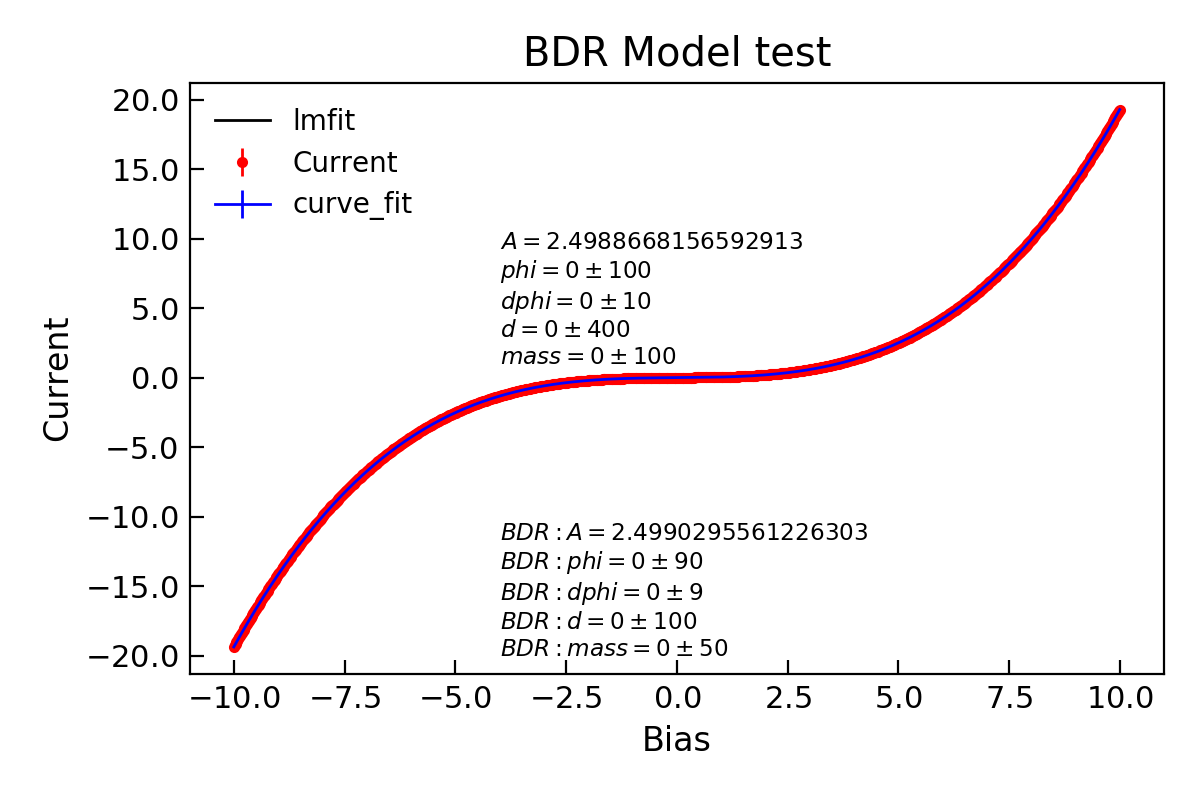 BDR Model test
20.0
15.0
10.0
5.0
0.0
−5.0
−10.0
−15.0
−20.0
Current
lmfit
Current
curve_fit
A = 2.4988668156592913
phi = 0 ± 100
dphi = 0 ± 10
d = 0 ± 400
mass = 0 ± 100
BDR : A = 2.4990295561226303
BDR : phi = 0 ± 90
BDR : dphi = 0 ± 9
BDR : d = 0 ± 100
BDR : mass = 0 ± 50
−10.0 −7.5 −5.0 −2.5 0.0 2.5 5.0 7.5 10.0
Bias